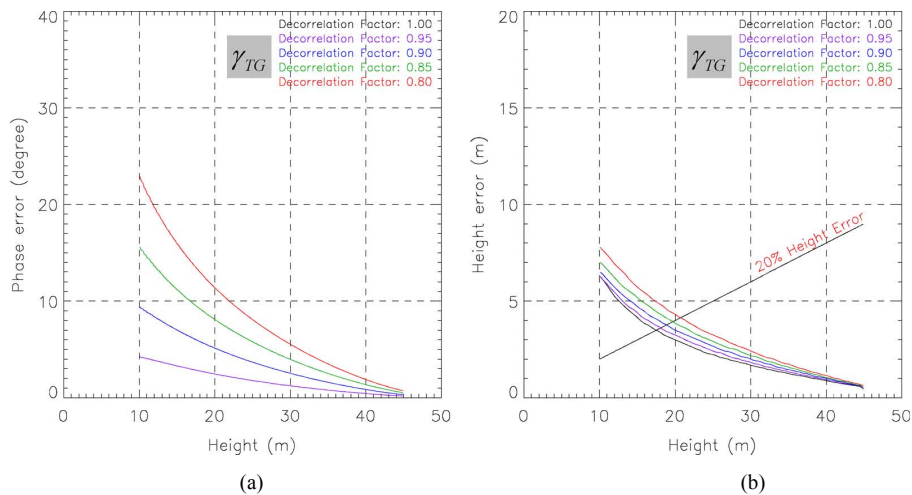 40
30
20
10
0
0 10 20 30 40 50
Phase error (degree)
Height (m)
γTG
Decorrelation Factor: 1.00
Decorrelation Factor: 0.95
Decorrelation Factor: 0.90
Decorrelation Factor: 0.85
Decorrelation Factor: 0.80
(a)
20
15
10
5
0
0 10 20 30 40 50
Height error (m)
Height (m)
γTG
Decorrelation Factor: 1.00
Decorrelation Factor: 0.95
Decorrelation Factor: 0.90
Decorrelation Factor: 0.85
Decorrelation Factor: 0.80
20% Height Error
(b)